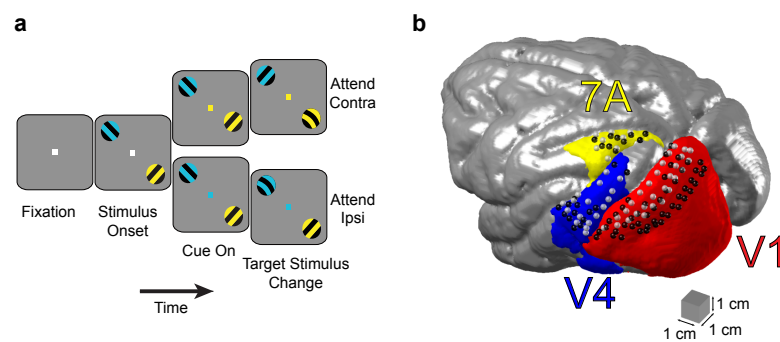 a
Fixation
Stimulus
Onset
Cue On
Target Stimulus
Change
Attend
Contra
Attend
Ipsi
Time
b
7A
V4
V1
1 cm
1 cm
1 cm